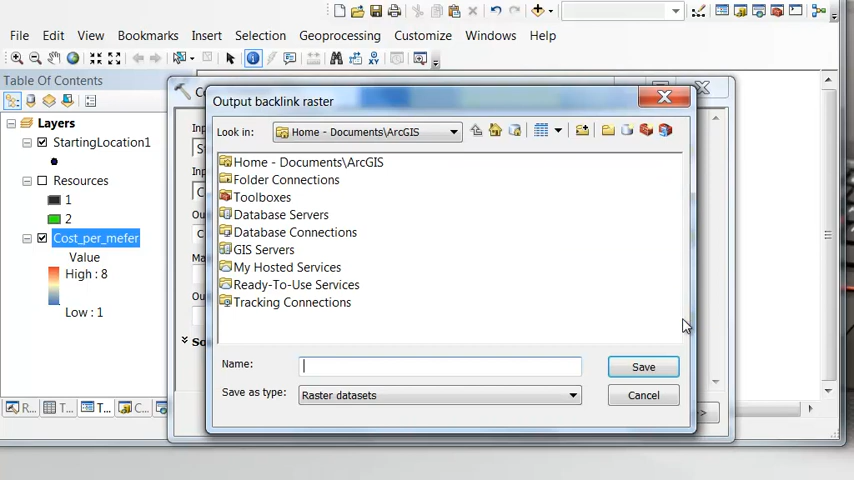 File Edit View Bookmarks Insert Selection Geoprocessing Customize Windows Help
Table Of Contents
Layers
StartingLocation1
Resources
1
2
Cost_per_mefer
Value
High : 8
Low : 1
R...
T...
T...
C...
Output backlink raster
Look in:
Home - Documents\ArcGIS
Home - Documents\ArcGIS
Folder Connections
Toolboxes
Database Servers
Database Connections
GIS Servers
My Hosted Services
Ready-To-Use Services
Tracking Connections
Name:
Save
Save as type:
Raster datasets
Cancel
>>